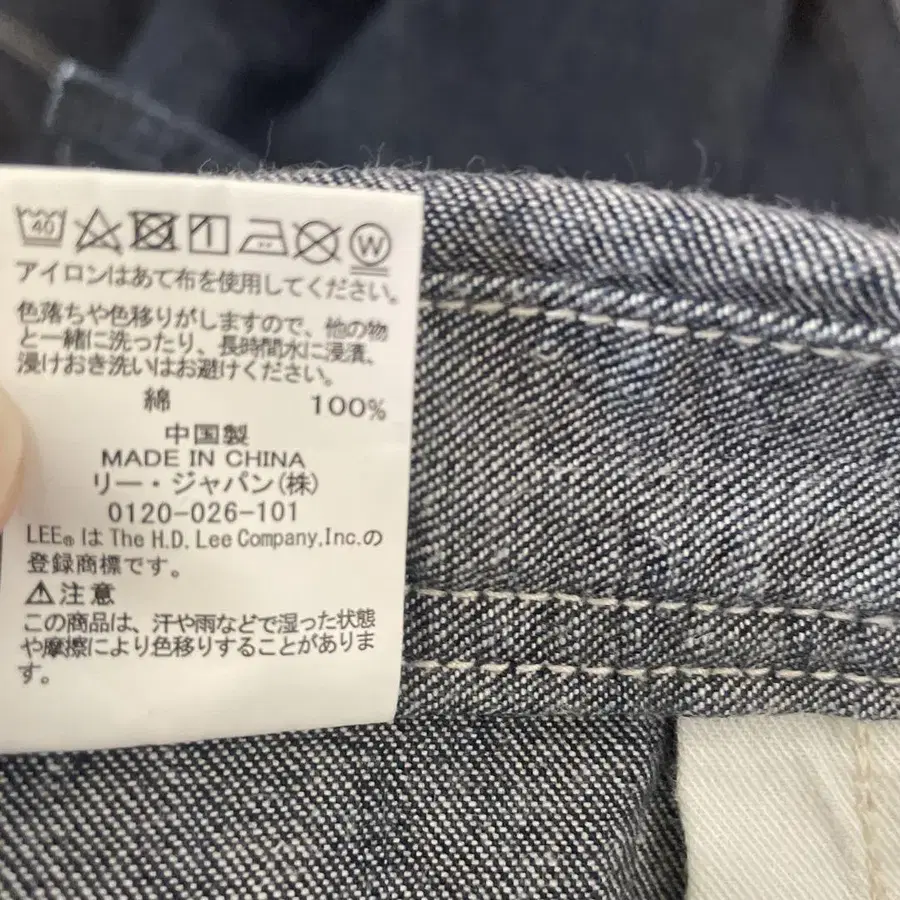 40
W
アイロンはあて布を使用してください。
色落ちや色移りがしますので、他の物
と一緒に洗ったり、長時間水に浸漬、
浸けおき洗いはお避けください。
綿 100%
中国製
MADE IN CHINA
リー・ジャパン(株)
0120-026-101
LEE®は The H.D. Lee Company,Inc.の
登録商標です。
⚠注意
この商品は、汗や雨などで湿った状態
や摩擦により色移りすることがありま
す。